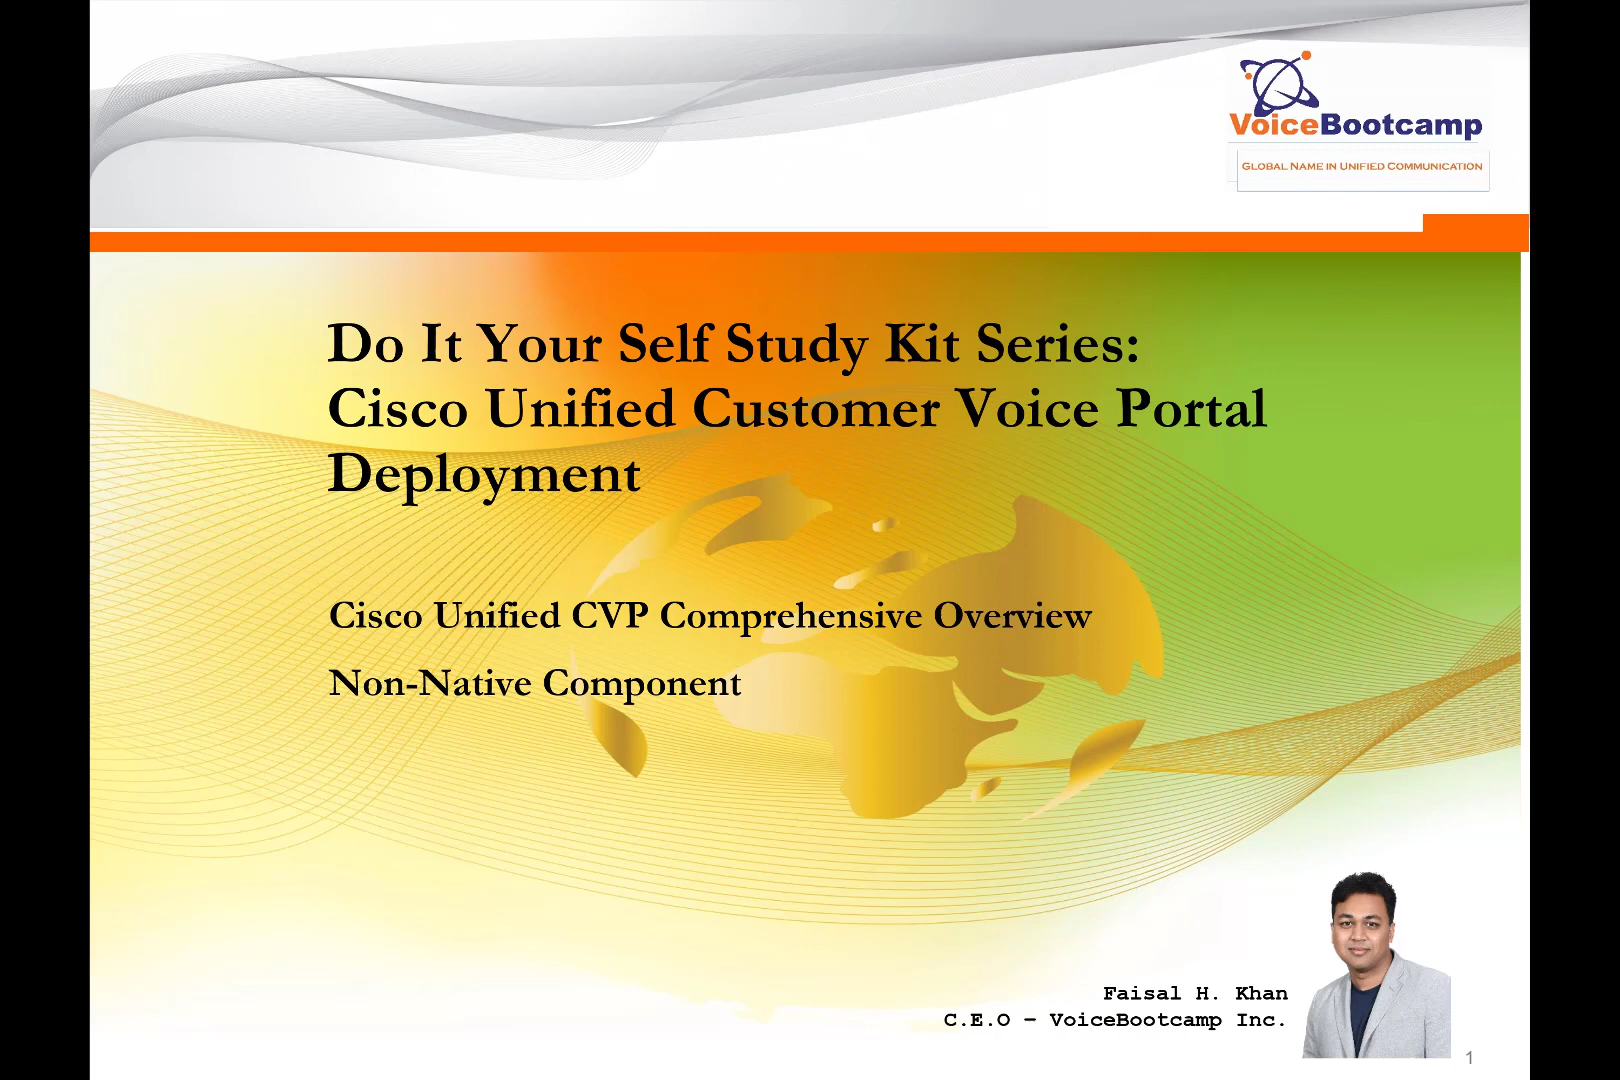 VoiceBootcamp
GLOBAL NAME IN UNIFIED COMMUNICATION
Do It Your Self Study Kit Series:
Cisco Unified Customer Voice Portal
Deployment
Cisco Unified CVP Comprehensive Overview
Non-Native Component
Faisal H. Khan
C.E.O – VoiceBootcamp Inc.
1